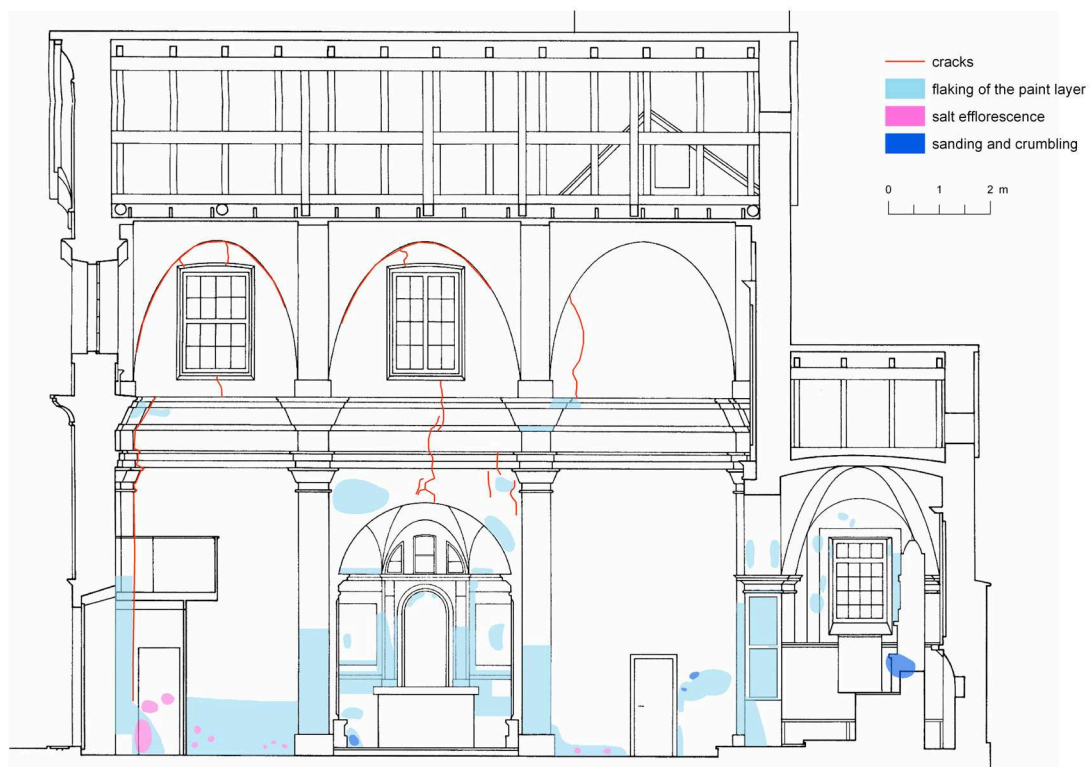 cracks
flaking of the paint layer
salt efflorescence
sanding and crumbling
0 1 2 m